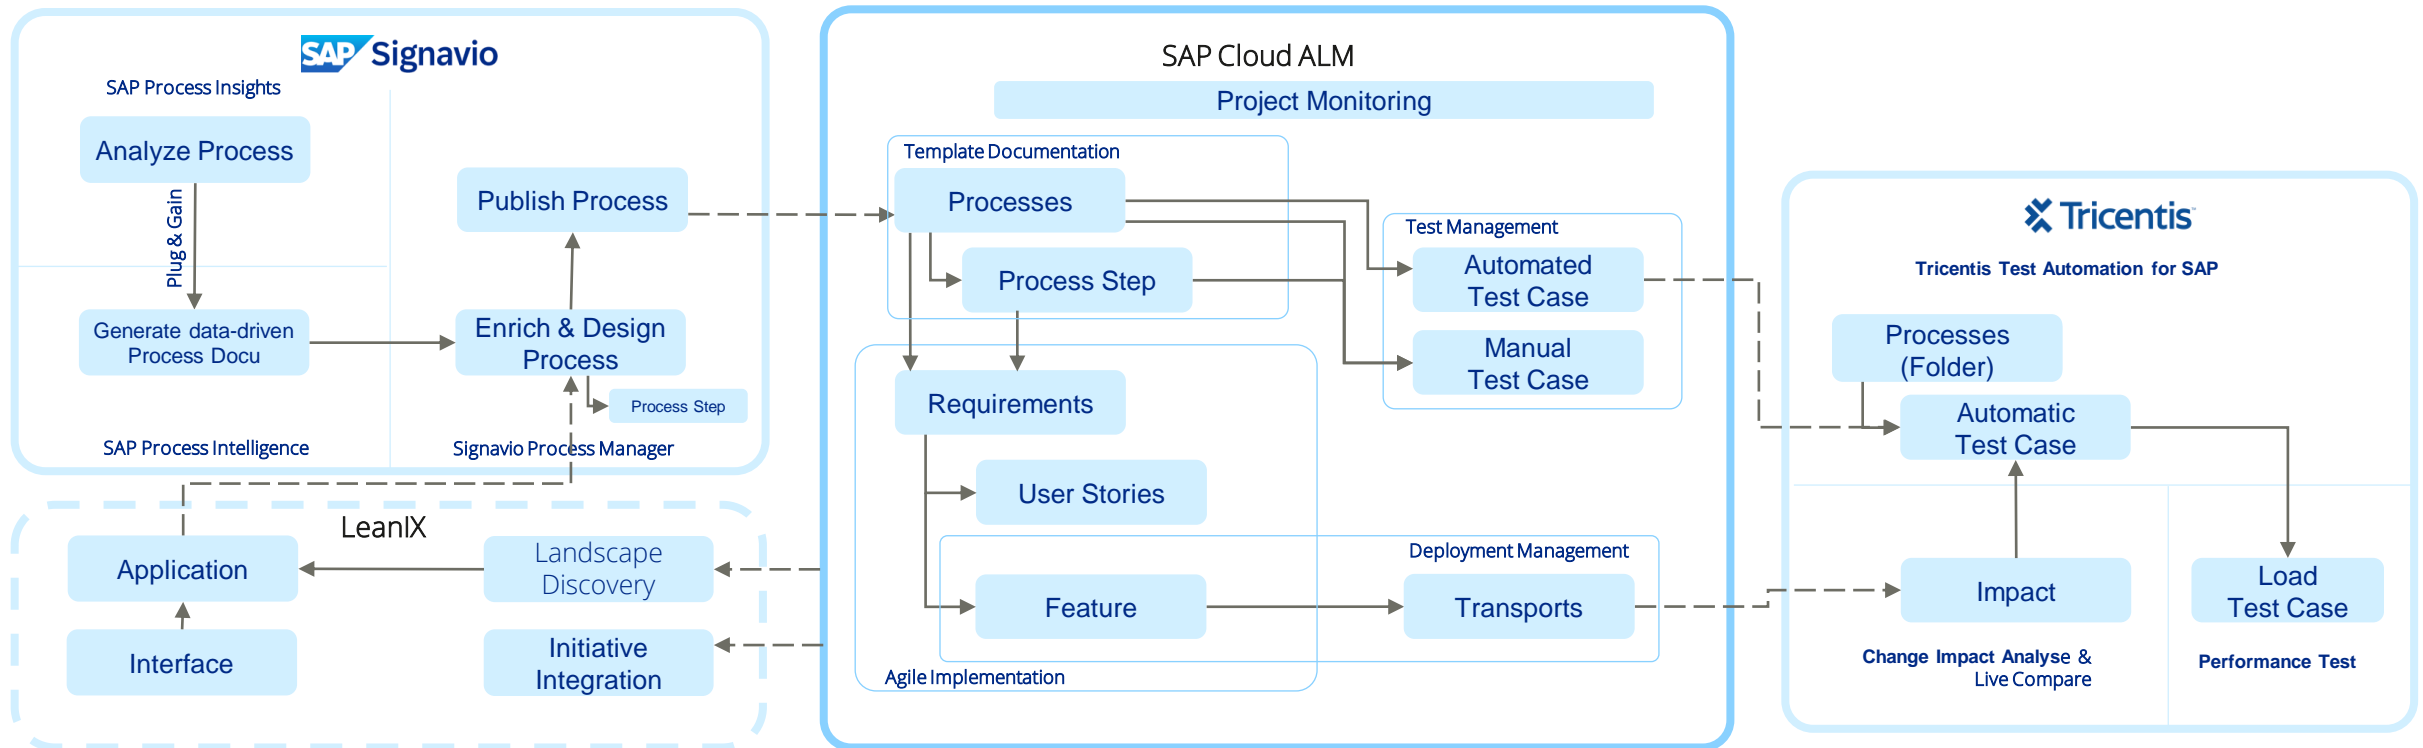 SAP Signavio
SAP Process Insights
Analyze Process
Plug & Gain
Generate data-driven
Process Docu
SAP Process Intelligence
Publish Process
Enrich & Design
Process
Process Step
Signavio Process Manager
LeanIX
Application
Interface
Landscape
Discovery
Initiative
Integration
SAP Cloud ALM
Project Monitoring
Template Documentation
Processes
Process Step
Test Management
Automated
Test Case
Manual
Test Case
Requirements
User Stories
Deployment Management
Feature
Transports
Agile Implementation
Tricentis
Tricentis Test Automation for SAP
Processes
(Folder)
Automatic
Test Case
Impact
Load
Test Case
Change Impact Analyse &
Live Compare
Performance Test